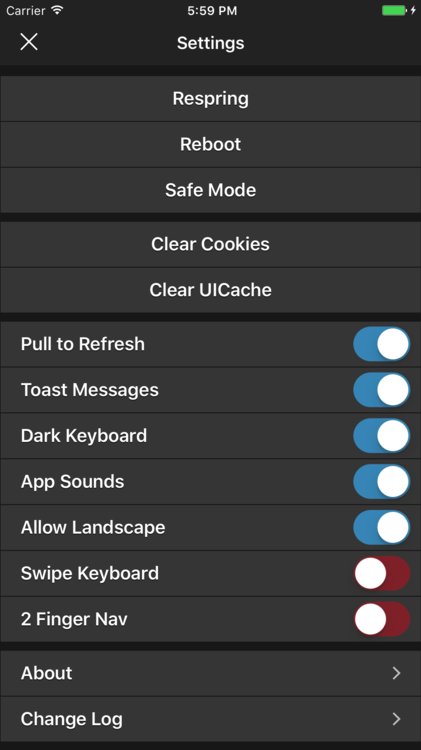 Carrier 5:59 PM
Settings
Respring
Reboot
Safe Mode
Clear Cookies
Clear UICache
Pull to Refresh
Toast Messages
Dark Keyboard
App Sounds
Allow Landscape
Swipe Keyboard
2 Finger Nav
About
Change Log